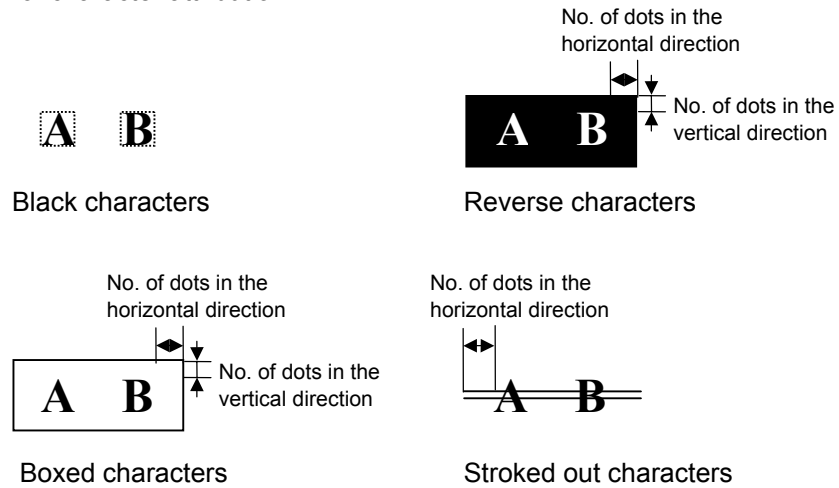 No. of dots in the
horizontal direction
No. of dots in the
vertical direction
A B
A B
Black characters
Reverse characters
No. of dots in the
horizontal direction
No. of dots in the
vertical direction
A B
No. of dots in the
horizontal direction
A B
Boxed characters
Stroked out characters